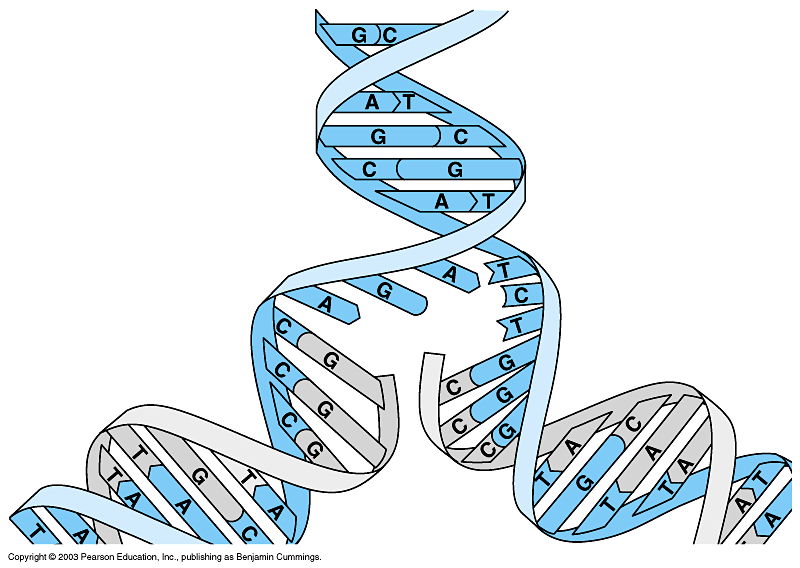 G C
A T
G C
C G
A T
A T
G C
A T
C G
C G
C G
G C
G C
G C
T A
G C
T A
T A
A T
A
T A
G C
T A
T A
A
T
Copyright © 2003 Pearson Education, Inc., publishing as Benjamin Cummings.